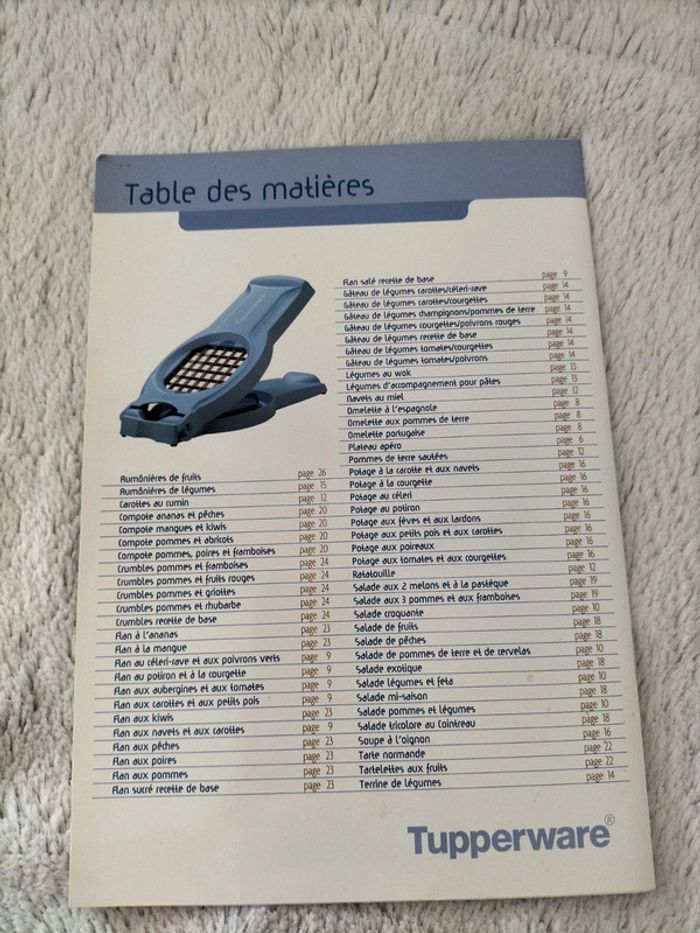 Table des matières
Aumônières de fruits page 26
Aumônières de légumes page 15
Carottes au cumin page 12
Compote ananas et pêches page 20
Compote mangues et kiwis page 20
Compote pommes et abricots page 20
Compote pommes, poires et framboises page 20
Crumbles pommes et framboises page 24
Crumbles pommes et fruits rouges page 24
Crumbles pommes et griottes page 24
Crumbles pommes et rhubarbe page 24
Crumbles recette de base page 24
Flan à l'ananas page 23
Flan à la mangue page 23
Flan au céleri-rave et aux poivrons verts page 9
Flan au potiron et à la courgette page 9
Flan aux aubergines et aux tomates page 9
Flan aux carottes et aux petits pois page 9
Flan aux kiwis page 23
Flan aux navets et aux carottes page 9
Flan aux pêches page 23
Flan aux poires page 23
Flan aux pommes page 23
Flan sucré recette de base page 23
Flan salé recette de base page 9
Gâteau de légumes carottes/céleri-rave page 14
Gâteau de légumes carottes/courgettes page 14
Gâteau de légumes champignons/pommes de terre page 14
Gâteau de légumes courgettes/poivrons rouges page 14
Gâteau de légumes recette de base page 14
Gâteau de légumes tomates/courgettes page 14
Gâteau de légumes tomates/poivrons page 14
Légumes au wok page 13
Légumes d'accompagnement pour pâtes page 13
Navets au miel page 12
Omelette à l'espagnole page 8
Omelette aux pommes de terre page 8
Omelette portugaise page 8
Plateau apéro page 6
Pommes de terre sautées page 12
Potage à la carotte et aux navets page 16
Potage à la courgette page 16
Potage au céleri page 16
Potage au potiron page 16
Potage aux fèves et aux lardons page 16
Potage aux petits pois et aux carottes page 16
Potage aux poireaux page 16
Potage aux tomates et aux courgettes page 16
Ratatouille page 12
Salade aux 2 melons et à la pastèque page 19
Salade aux 3 pommes et aux framboises page 19
Salade croquante page 10
Salade de fruits page 18
Salade de pêches page 18
Salade de pommes de terre et de cervelas page 10
Salade exotique page 18
Salade légumes et feta page 10
Salade mi-saison page 18
Salade pommes et légumes page 10
Salade tricolore au Cointreau page 18
Soupe à l'oignon page 16
Tarte normande page 22
Tartelettes aux fruits page 22
Terrine de légumes page 14
Tupperware®